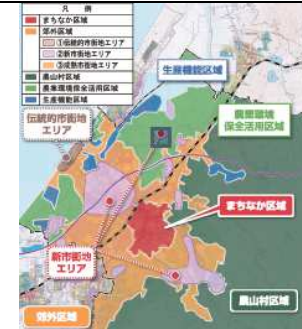 凡 例
まちなか区域
郊外区域
①伝統的市街地エリア
②新市街地エリア
③成熟市街地エリア
農山村区域
農業環境保全活用区域
生産機能区域
生産機能区域
伝統的市街地
エリア
農業環境
保全活用区域
まちなか区域
新市街地
エリア
農山村区域
郊外区域